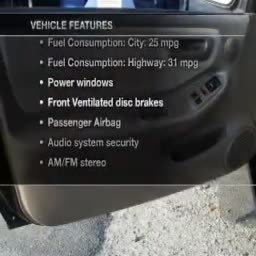 VEHICLE FEATURES
• Fuel Consumption: City: 25 mpg
• Fuel Consumption: Highway: 31 mpg
• Power windows
• Front Ventilated disc brakes
• Passenger Airbag
• Audio system security
• AM/FM stereo